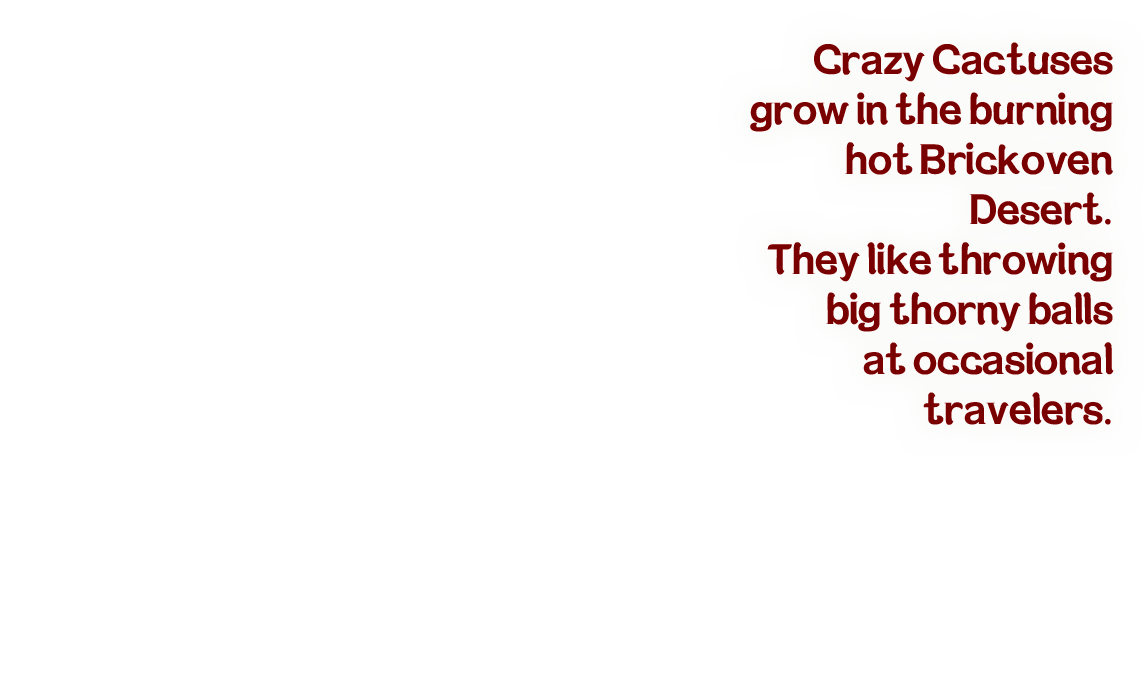 Crazy Cactuses
grow in the burning
hot Brickoven
Desert.
They like throwing
big thorny balls
at occasional
travelers.